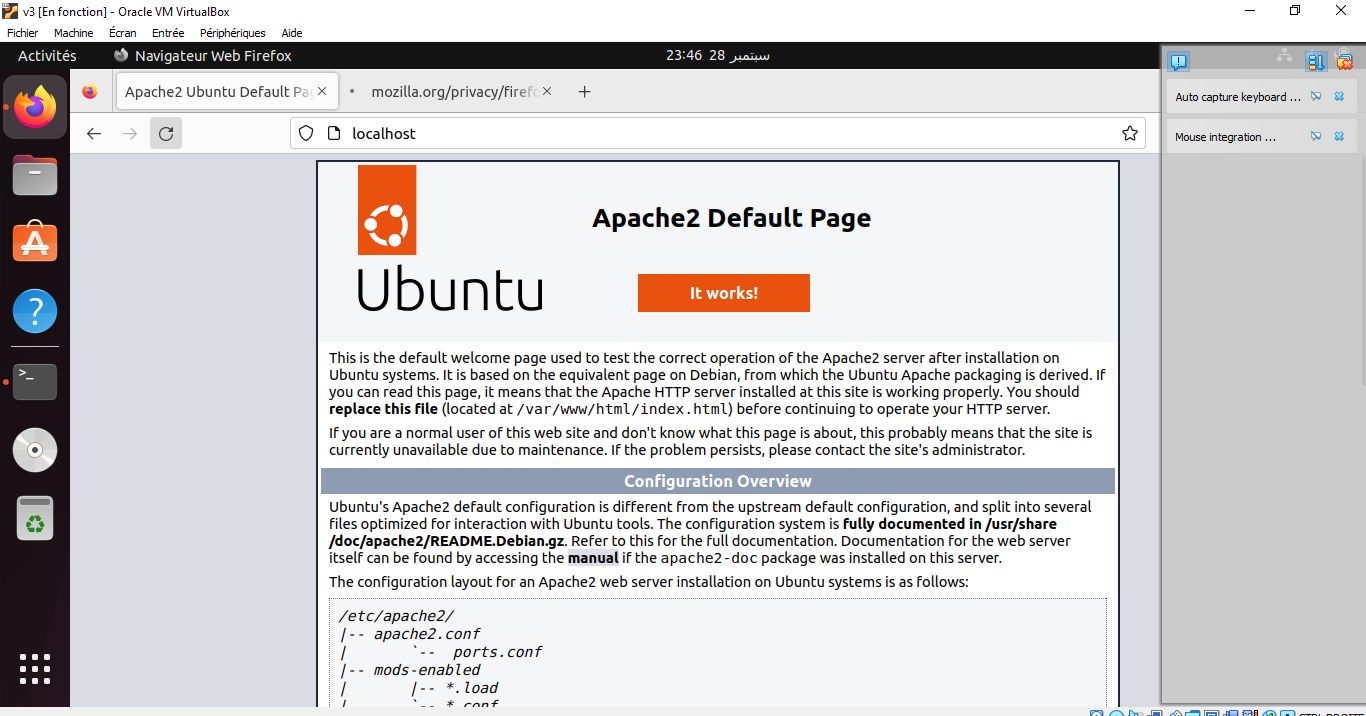 v3 [En fonction] - Oracle VM VirtualBox
Fichier Machine Écran Entrée Périphériques Aide
Activités Navigateur Web Firefox 23:46 28 سبتمبر
Apache2 Ubuntu Default Pa
mozilla.org/privacy/firef
localhost
Auto capture keyboard ...
Mouse integration ...
Ubuntu
Apache2 Default Page
It works!
This is the default welcome page used to test the correct operation of the Apache2 server after installation on
Ubuntu systems. It is based on the equivalent page on Debian, from which the Ubuntu Apache packaging is derived. If
you can read this page, it means that the Apache HTTP server installed at this site is working properly. You should
replace this file (located at /var/www/html/index.html) before continuing to operate your HTTP server.
If you are a normal user of this web site and don't know what this page is about, this probably means that the site is
currently unavailable due to maintenance. If the problem persists, please contact the site's administrator.
Configuration Overview
Ubuntu's Apache2 default configuration is different from the upstream default configuration, and split into several
files optimized for interaction with Ubuntu tools. The configuration system is fully documented in /usr/share
/doc/apache2/README.Debian.gz. Refer to this for the full documentation. Documentation for the web server
itself can be found by accessing the manual if the apache2-doc package was installed on this server.
The configuration layout for an Apache2 web server installation on Ubuntu systems is as follows:
/etc/apache2/
|-- apache2.conf
|       `--  ports.conf
|-- mods-enabled
|       |-- *.load
|       `-- *.conf